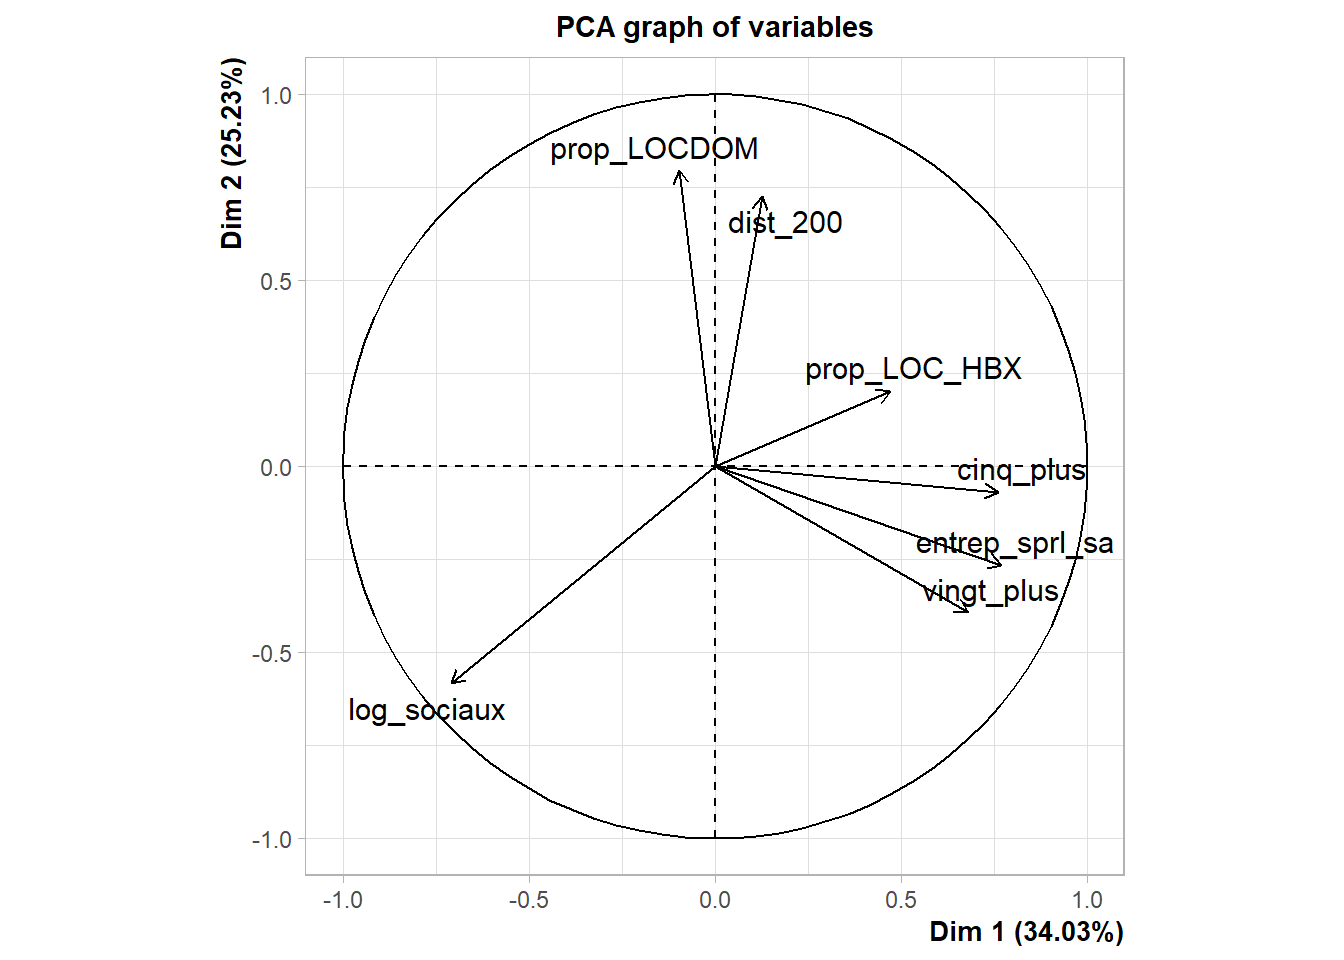 PCA graph of variables
Dim 2 (25.23%)
1.0
0.5
0.0
-0.5
-1.0
prop_LOCDOM
dist_200
prop_LOC_HBX
cinq_plus
entrep_sprl_sa
vingt_plus
log_sociaux
-1.0
-0.5
0.0
0.5
1.0
Dim 1 (34.03%)